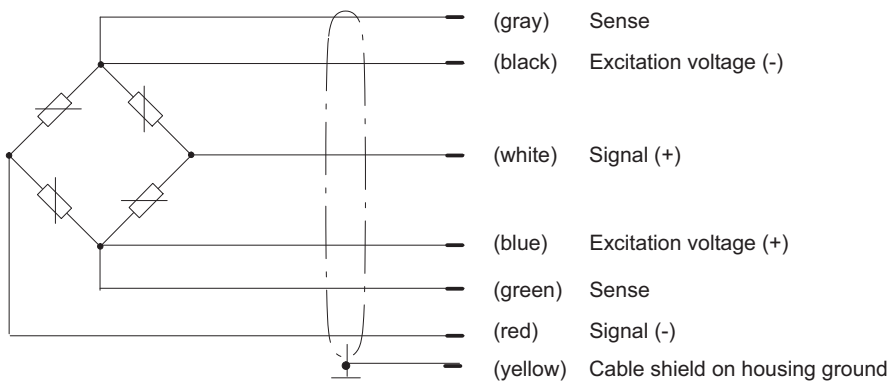 (gray) Sense
(black) Excitation voltage (-)
(white) Signal (+)
(blue) Excitation voltage (+)
(green) Sense
(red) Signal (-)
(yellow) Cable shield on housing ground